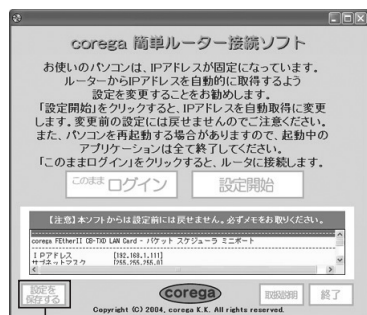 corega 簡単ルーター接続ソフト
お使いのパソコンは、IPアドレスが固定になっています。
ルーターからIPアドレスを自動的に取得するよう
設定を変更することをお勧めします。
「設定開始」をクリックすると、IPアドレスを自動取得に変更
します。変更前の設定には戻せませんのでご注意ください。
また、パソコンを再起動する場合がありますので、起動中の
アプリケーションは全て終了してください。
「このままログイン」をクリックすると、ルータに接続します。
このまま ログイン 設定開始
【注意】本ソフトからは設定前には戻せません。必ずメモをお取りください。
corega FEtherII CB-TXD LAN Card - パケット スケジューラ ミニポート
IPアドレス [192.168.1.111]
サブネットマスク [255.255.255.0]
設定を
保存する
corega
取扱説明 終了
Copyright (C) 2004, corega K.K. All rights reserved.